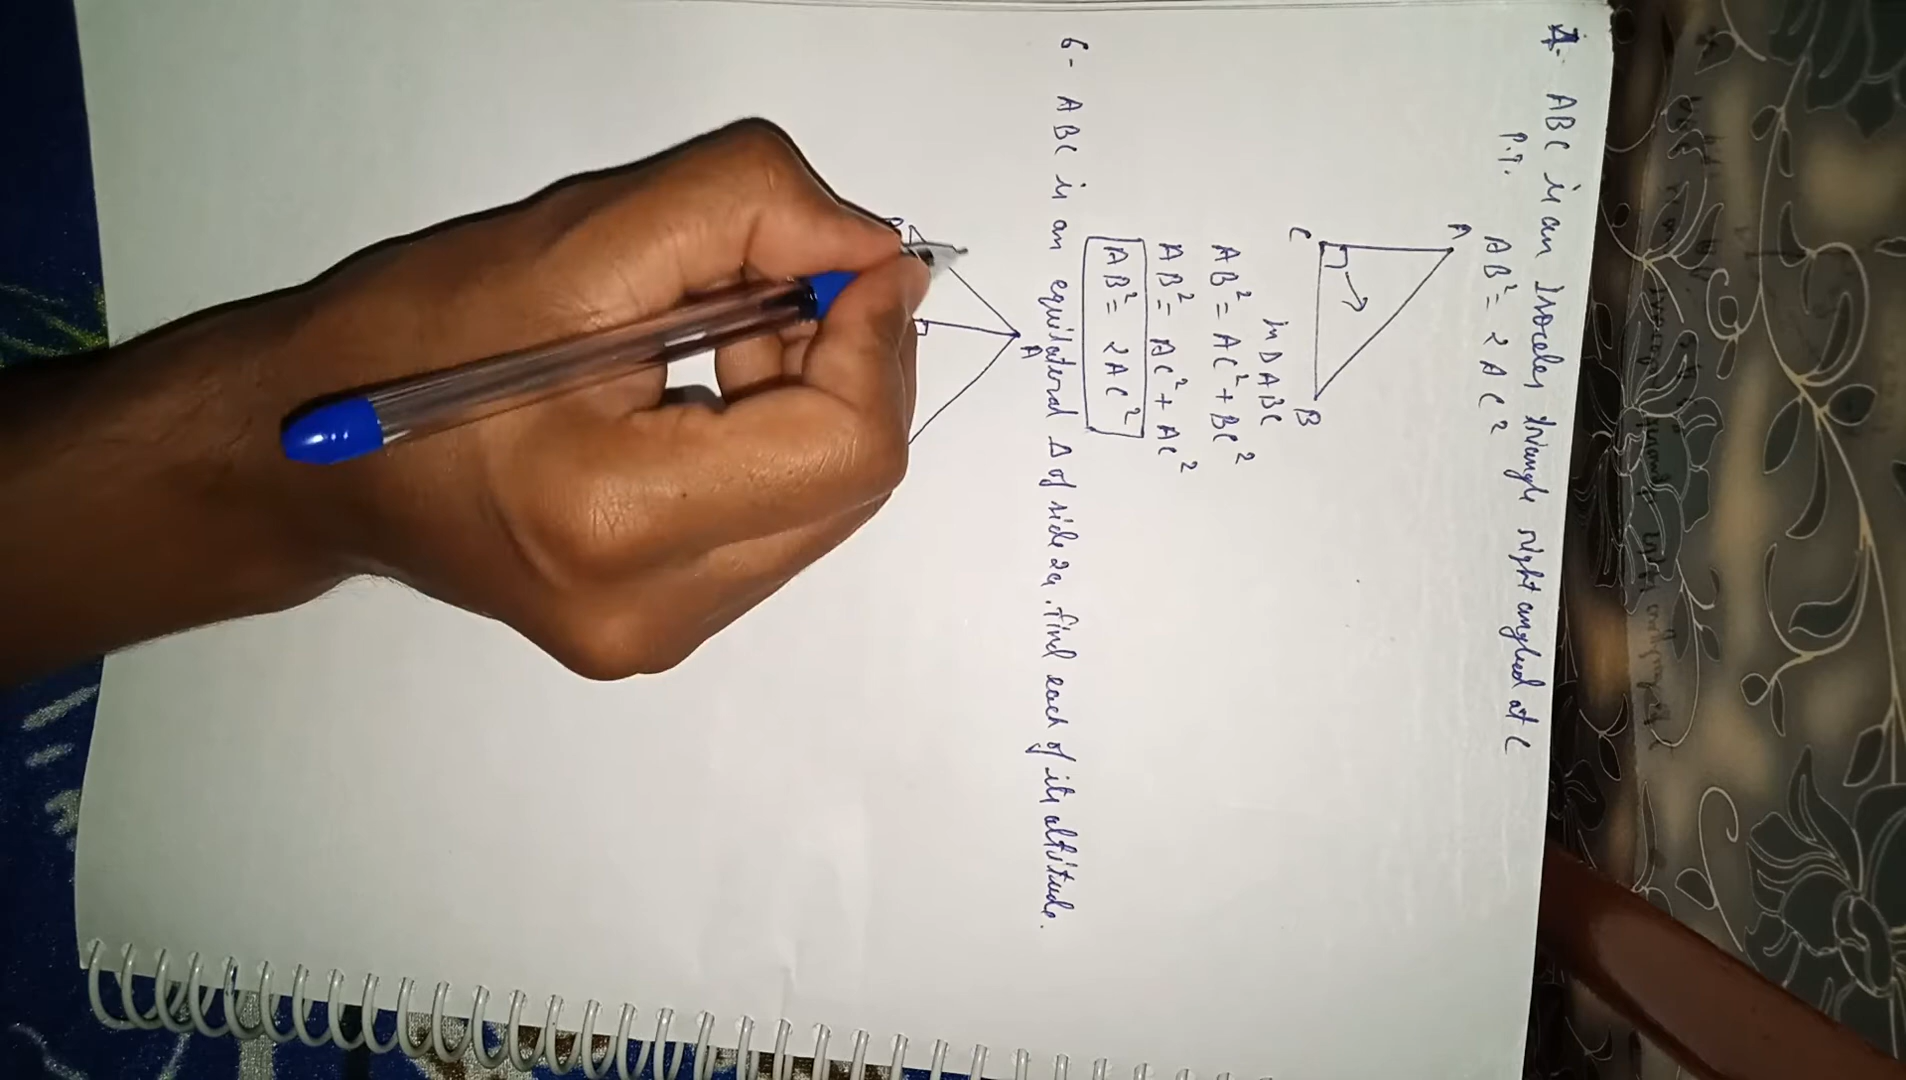 4- ABC is an Isoceles triangle right angled at C
P.T. AB² = 2AC²
A
C
B
In Δ ABC
AB² = AC² + BC²
AB² = AC² + AC²
AB² = 2AC²
6- ABC is an equilateral Δ of side 2a. find each of its altitude.
A